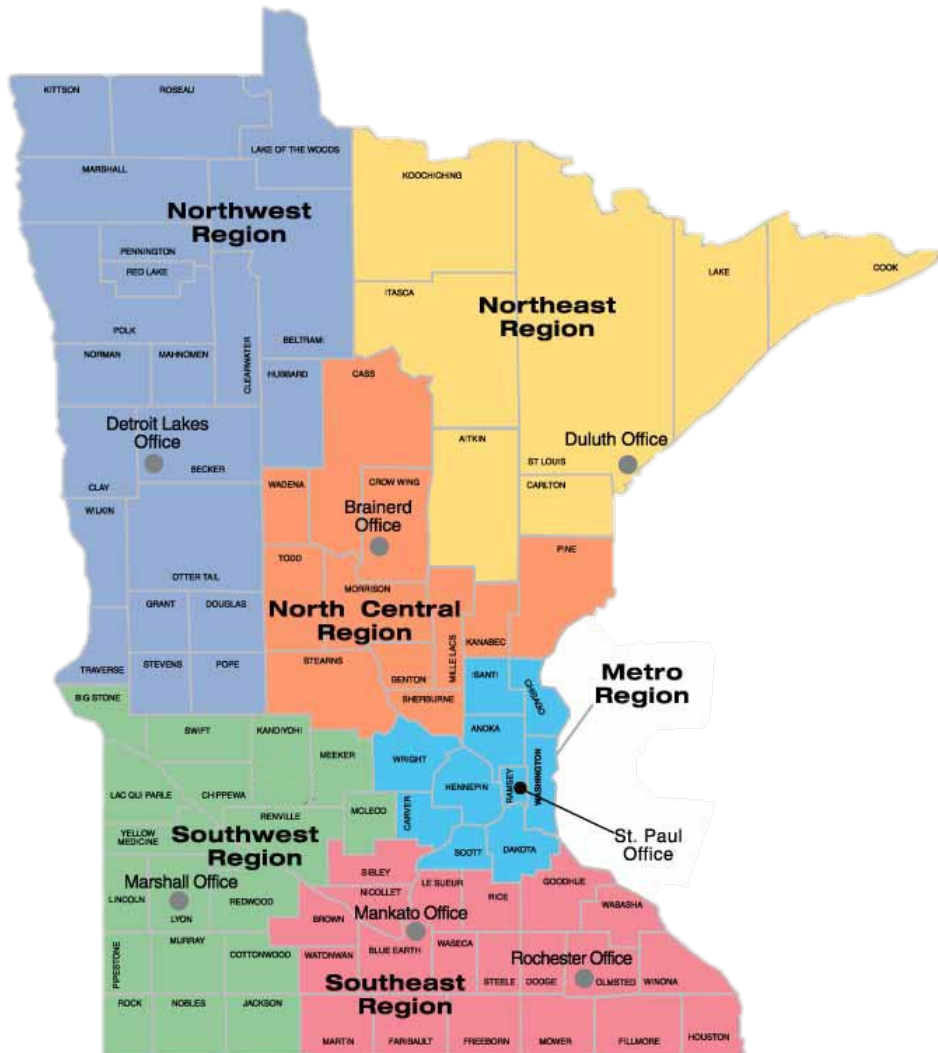 KITTSON
ROSEAU
LAKE OF THE WOODS
MARSHALL
KOOCHICHING
Northwest
Region
PENNINGTON
RED LAKE
LAKE
COOK
ITASCA
Northeast
Region
POLK
BELTRAMI
CLEARWATER
NORMAN
MAHNOMEN
HUBBARD
CASS
Detroit Lakes
Office
BECKER
CLAY
AITKIN
Duluth Office
ST LOUIS
CARLTON
WADENA
CROW WING
WILKIN
Brainerd
Office
TODD
PINE
OTTER TAIL
MORRISON
GRANT
DOUGLAS
North Central
Region
MILLE LACS
KANABEC
STEARNS
TRAVERSE
STEVENS
POPE
BENTON
ISANTI
CHISAGO
Metro
Region
BIG STONE
SHERBURNE
SWIFT
KANDIYOHI
ANOKA
MEEKER
WRIGHT
WASHINGTON
HENNEPIN
RAMSEY
LAC QUI PARLE
CHIPPEWA
RENVILLE
MCLEOD
CARVER
YELLOW
MEDICINE
Southwest
Region
St. Paul
Office
SCOTT
DAKOTA
SIBLEY
Marshall Office
NICOLLET
LE SUEUR
RICE
GOODHUE
LINCOLN
LYON
REDWOOD
WABASHA
BROWN
Mankato Office
MURRAY
COTTONWOOD
WATONWAN
BLUE EARTH
WASECA
Rochester Office
PIPESTONE
STEELE
DODGE
OLMSTED
WINONA
Southeast
Region
ROCK
NOBLES
JACKSON
MARTIN
FARIBAULT
FREEBORN
MOWER
FILLMORE
HOUSTON